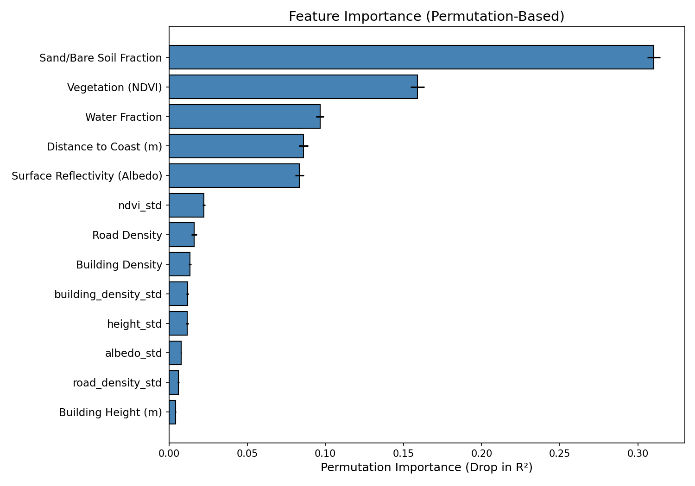 Feature Importance (Permutation-Based)
Sand/Bare Soil Fraction
Vegetation (NDVI)
Water Fraction
Distance to Coast (m)
Surface Reflectivity (Albedo)
ndvi_std
Road Density
Building Density
building_density_std
height_std
albedo_std
road_density_std
Building Height (m)
0.00 0.05 0.10 0.15 0.20 0.25 0.30
Permutation Importance (Drop in R²)